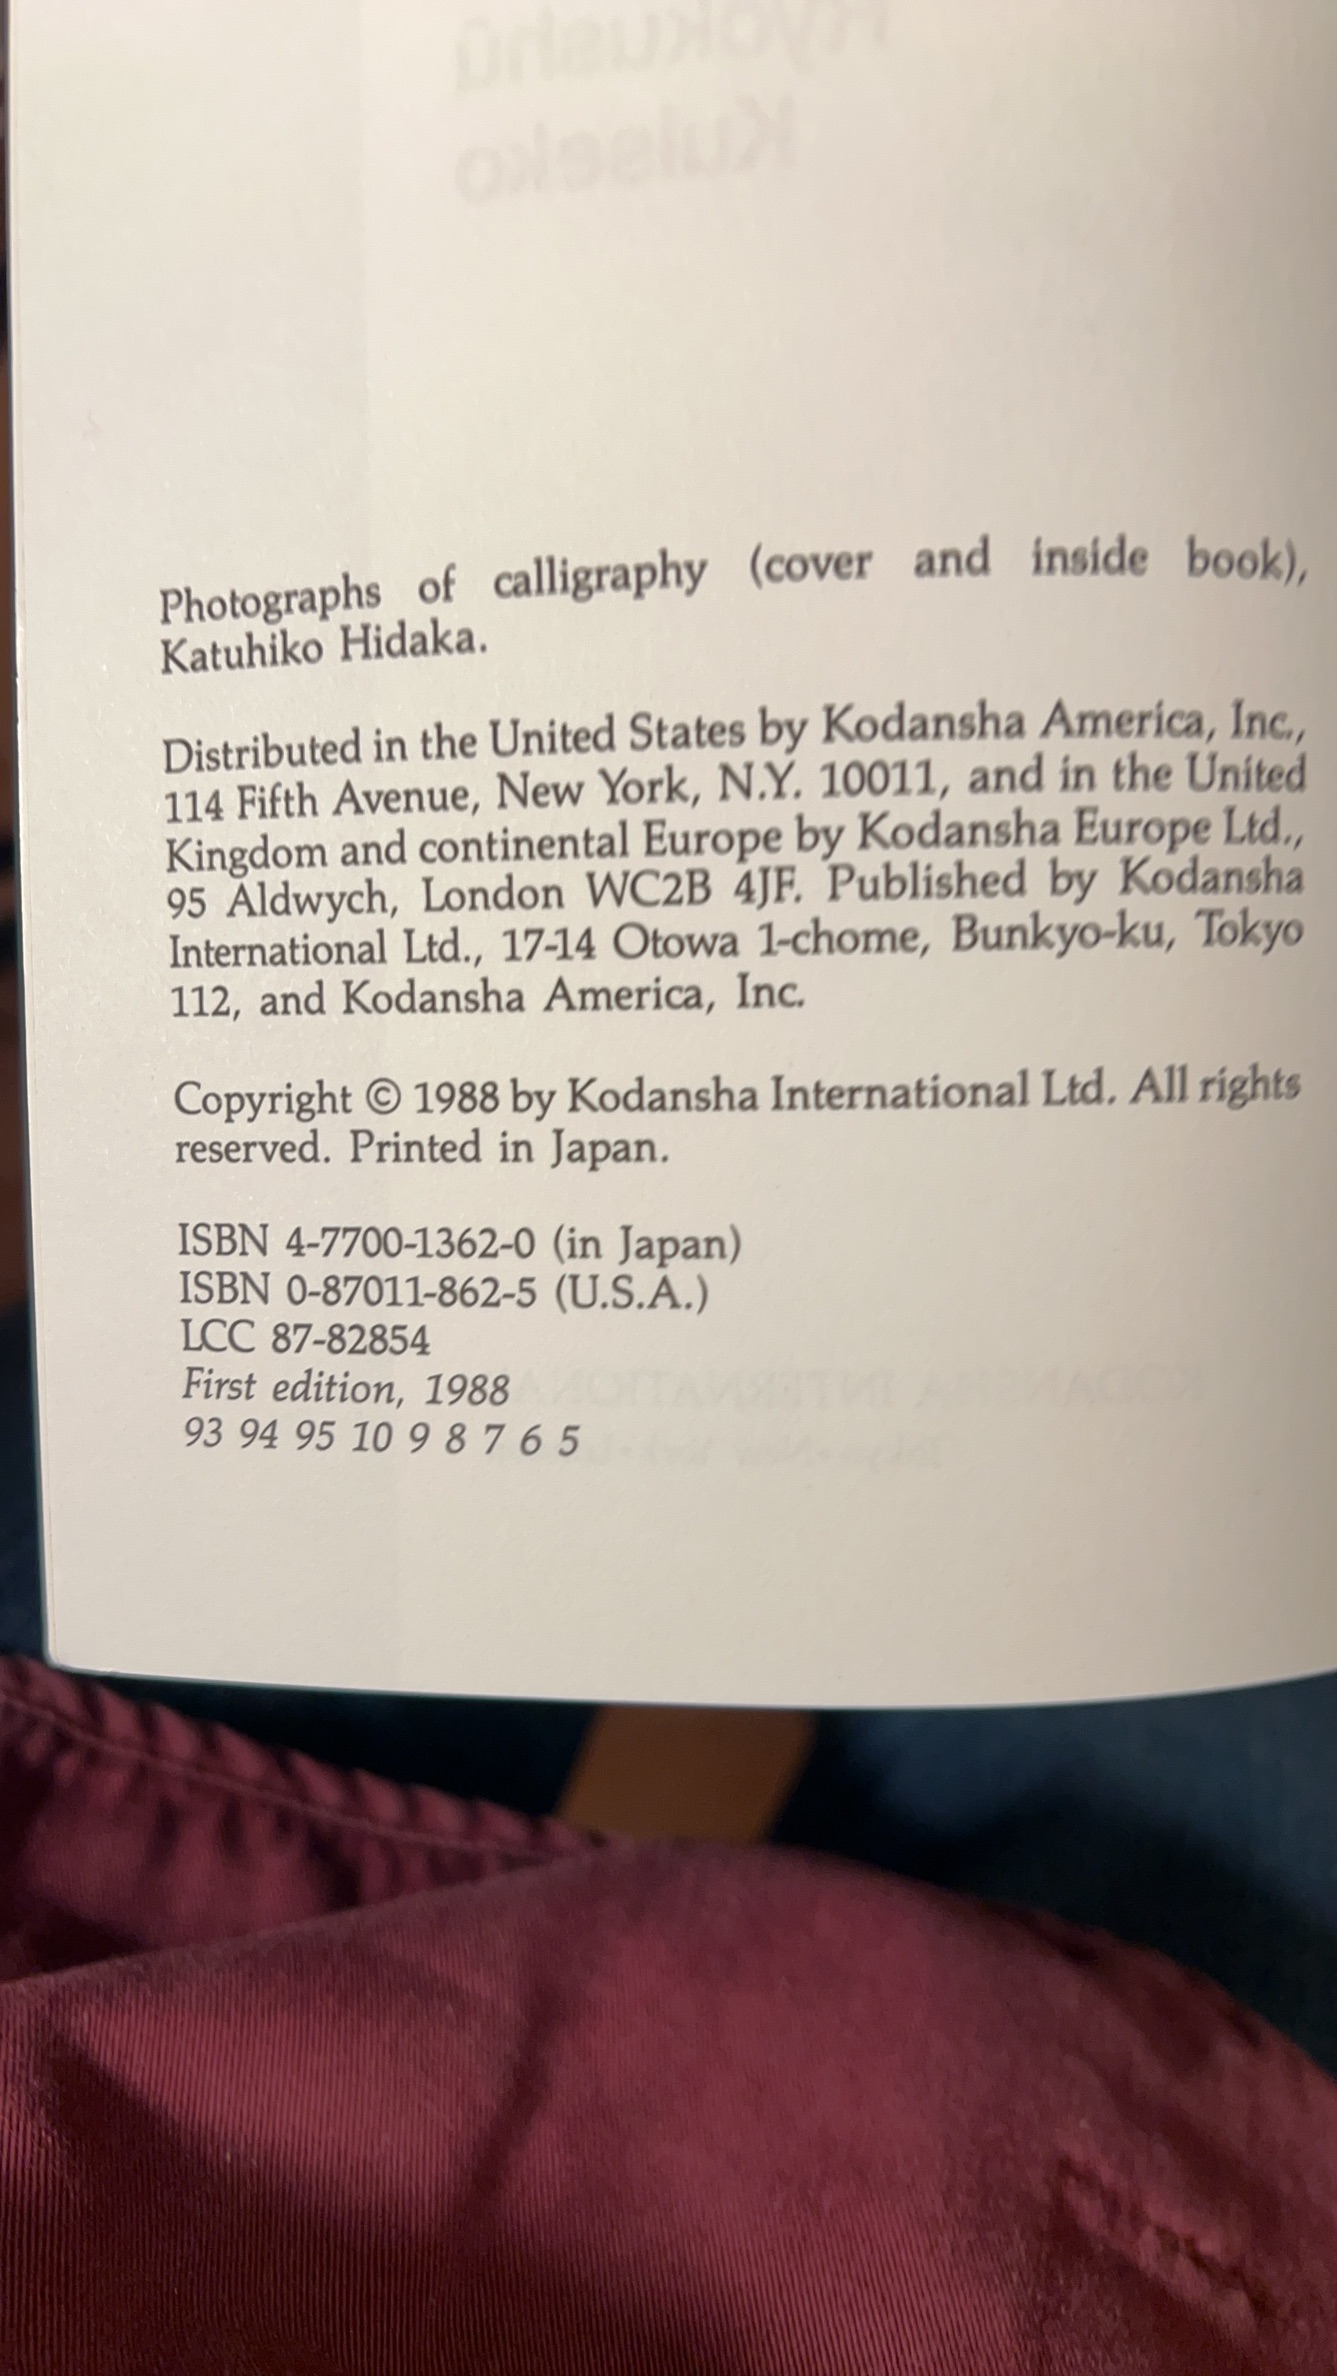 Ryokushū
Kuiseko
Photographs of calligraphy (cover and inside book),
Katuhiko Hidaka.
Distributed in the United States by Kodansha America, Inc.,
114 Fifth Avenue, New York, N.Y. 10011, and in the United
Kingdom and continental Europe by Kodansha Europe Ltd.,
95 Aldwych, London WC2B 4JF. Published by Kodansha
International Ltd., 17-14 Otowa 1-chome, Bunkyo-ku, Tokyo
112, and Kodansha America, Inc.
Copyright © 1988 by Kodansha International Ltd. All rights
reserved. Printed in Japan.
ISBN 4-7700-1362-0 (in Japan)
ISBN 0-87011-862-5 (U.S.A.)
LCC 87-82854
First edition, 1988
93 94 95 10 9 8 7 6 5